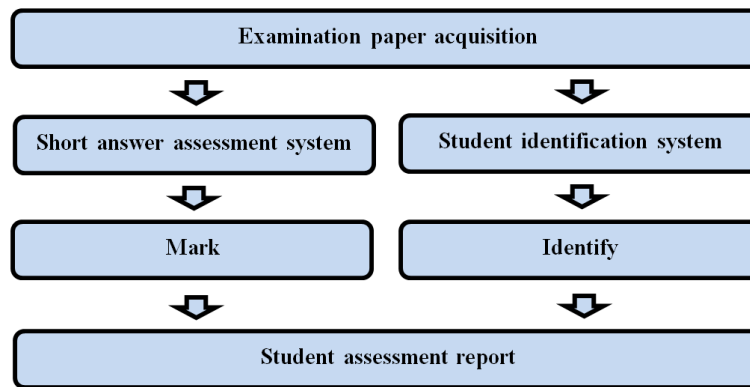 Examination paper acquisition
Short answer assessment system
Student identification system
Mark
Identify
Student assessment report